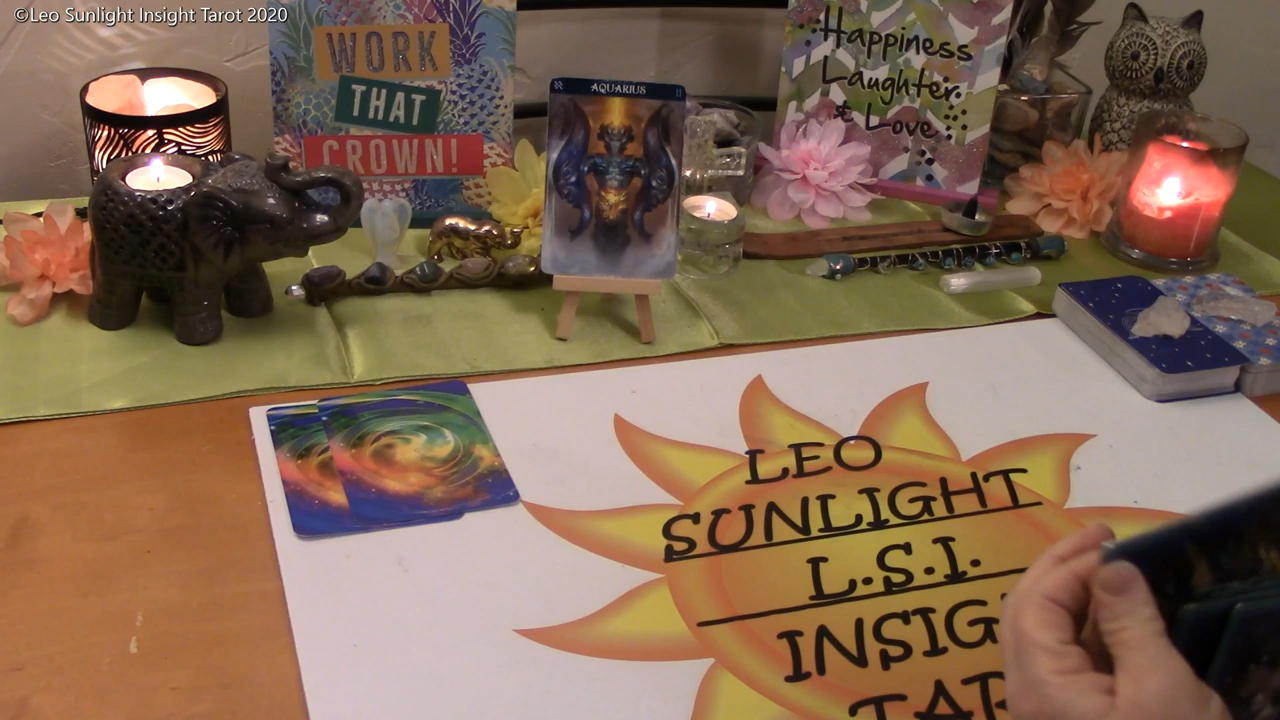 ©Leo Sunlight Insight Tarot 2020
WORK
THAT
CROWN!
AQUARIUS
Happiness
Laughter
& Love
LEO
SUNLIGHT
L.S.I.
INSIG
TAR